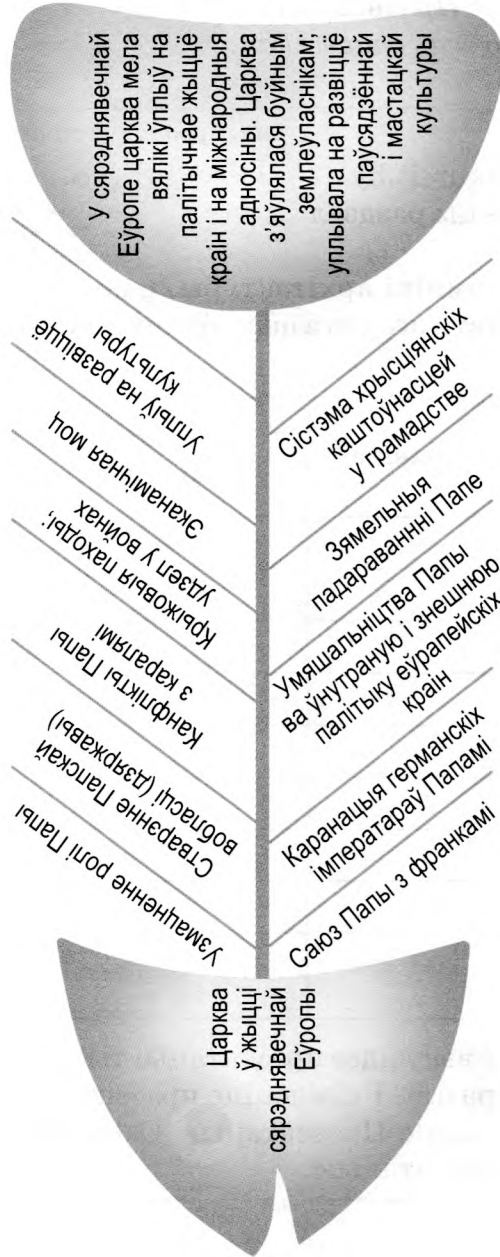 Царква
ў жыцці
сярэднявечнай
Еўропы
Узмацненне ролі Папы
Стварэнне Папскай
вобласці (дзяржавы)
Канфлікты Папы
з каралямі
Крыжовыя паходы;
удзел у войнах
Эканамічная моц
Уплыў на развіццё
культуры
Саюз Папы з франкамі
Каранацыя германскіх
імператараў Папамі
Умяшальніцтва Папы
ва ўнутраную і знешнюю
палітыку еўрапейскіх
краін
Зямельныя
падараваннні Папе
Сістэма хрысціянскіх
каштоўнасцей
у грамадстве
У сярэднявечнай
Еўропе царква мела
вялікі ўплыў на
палітычнае жыццё
краін і на міжнародныя
адносіны. Царква
з'яўлялася буйным
землеўласнікам;
уплывала на развіццё
паўсядзённай
і мастацкай
культуры